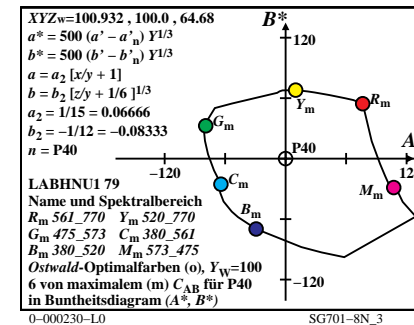 XYZw=100.932 , 100.0 , 64.68
a* = 500 (a' – a'n) Y1/3
b* = 500 (b' – b'n) Y1/3
a = a2 [x/y + 1]
b = b2 [z/y + 1/6 ]1/3
a2 = 1/15 = 0.06666
b2 = –1/12 = –0.08333
n = P40
LABHNU1 79
Name und Spektralbereich
Rm 561_770 Ym 520_770
Gm 475_573 Cm 380_561
Bm 380_520 Mm 573_475
Ostwald-Optimalfarben (o), YW=100
6 von maximalem (m) CAB für P40
in Buntheitsdiagram (A*, B*)
B*
120
Ym
Rm
Gm
P40
A
–120
12
Cm
Mm
Bm
–120
0–000230–L0
SG701–8N_3